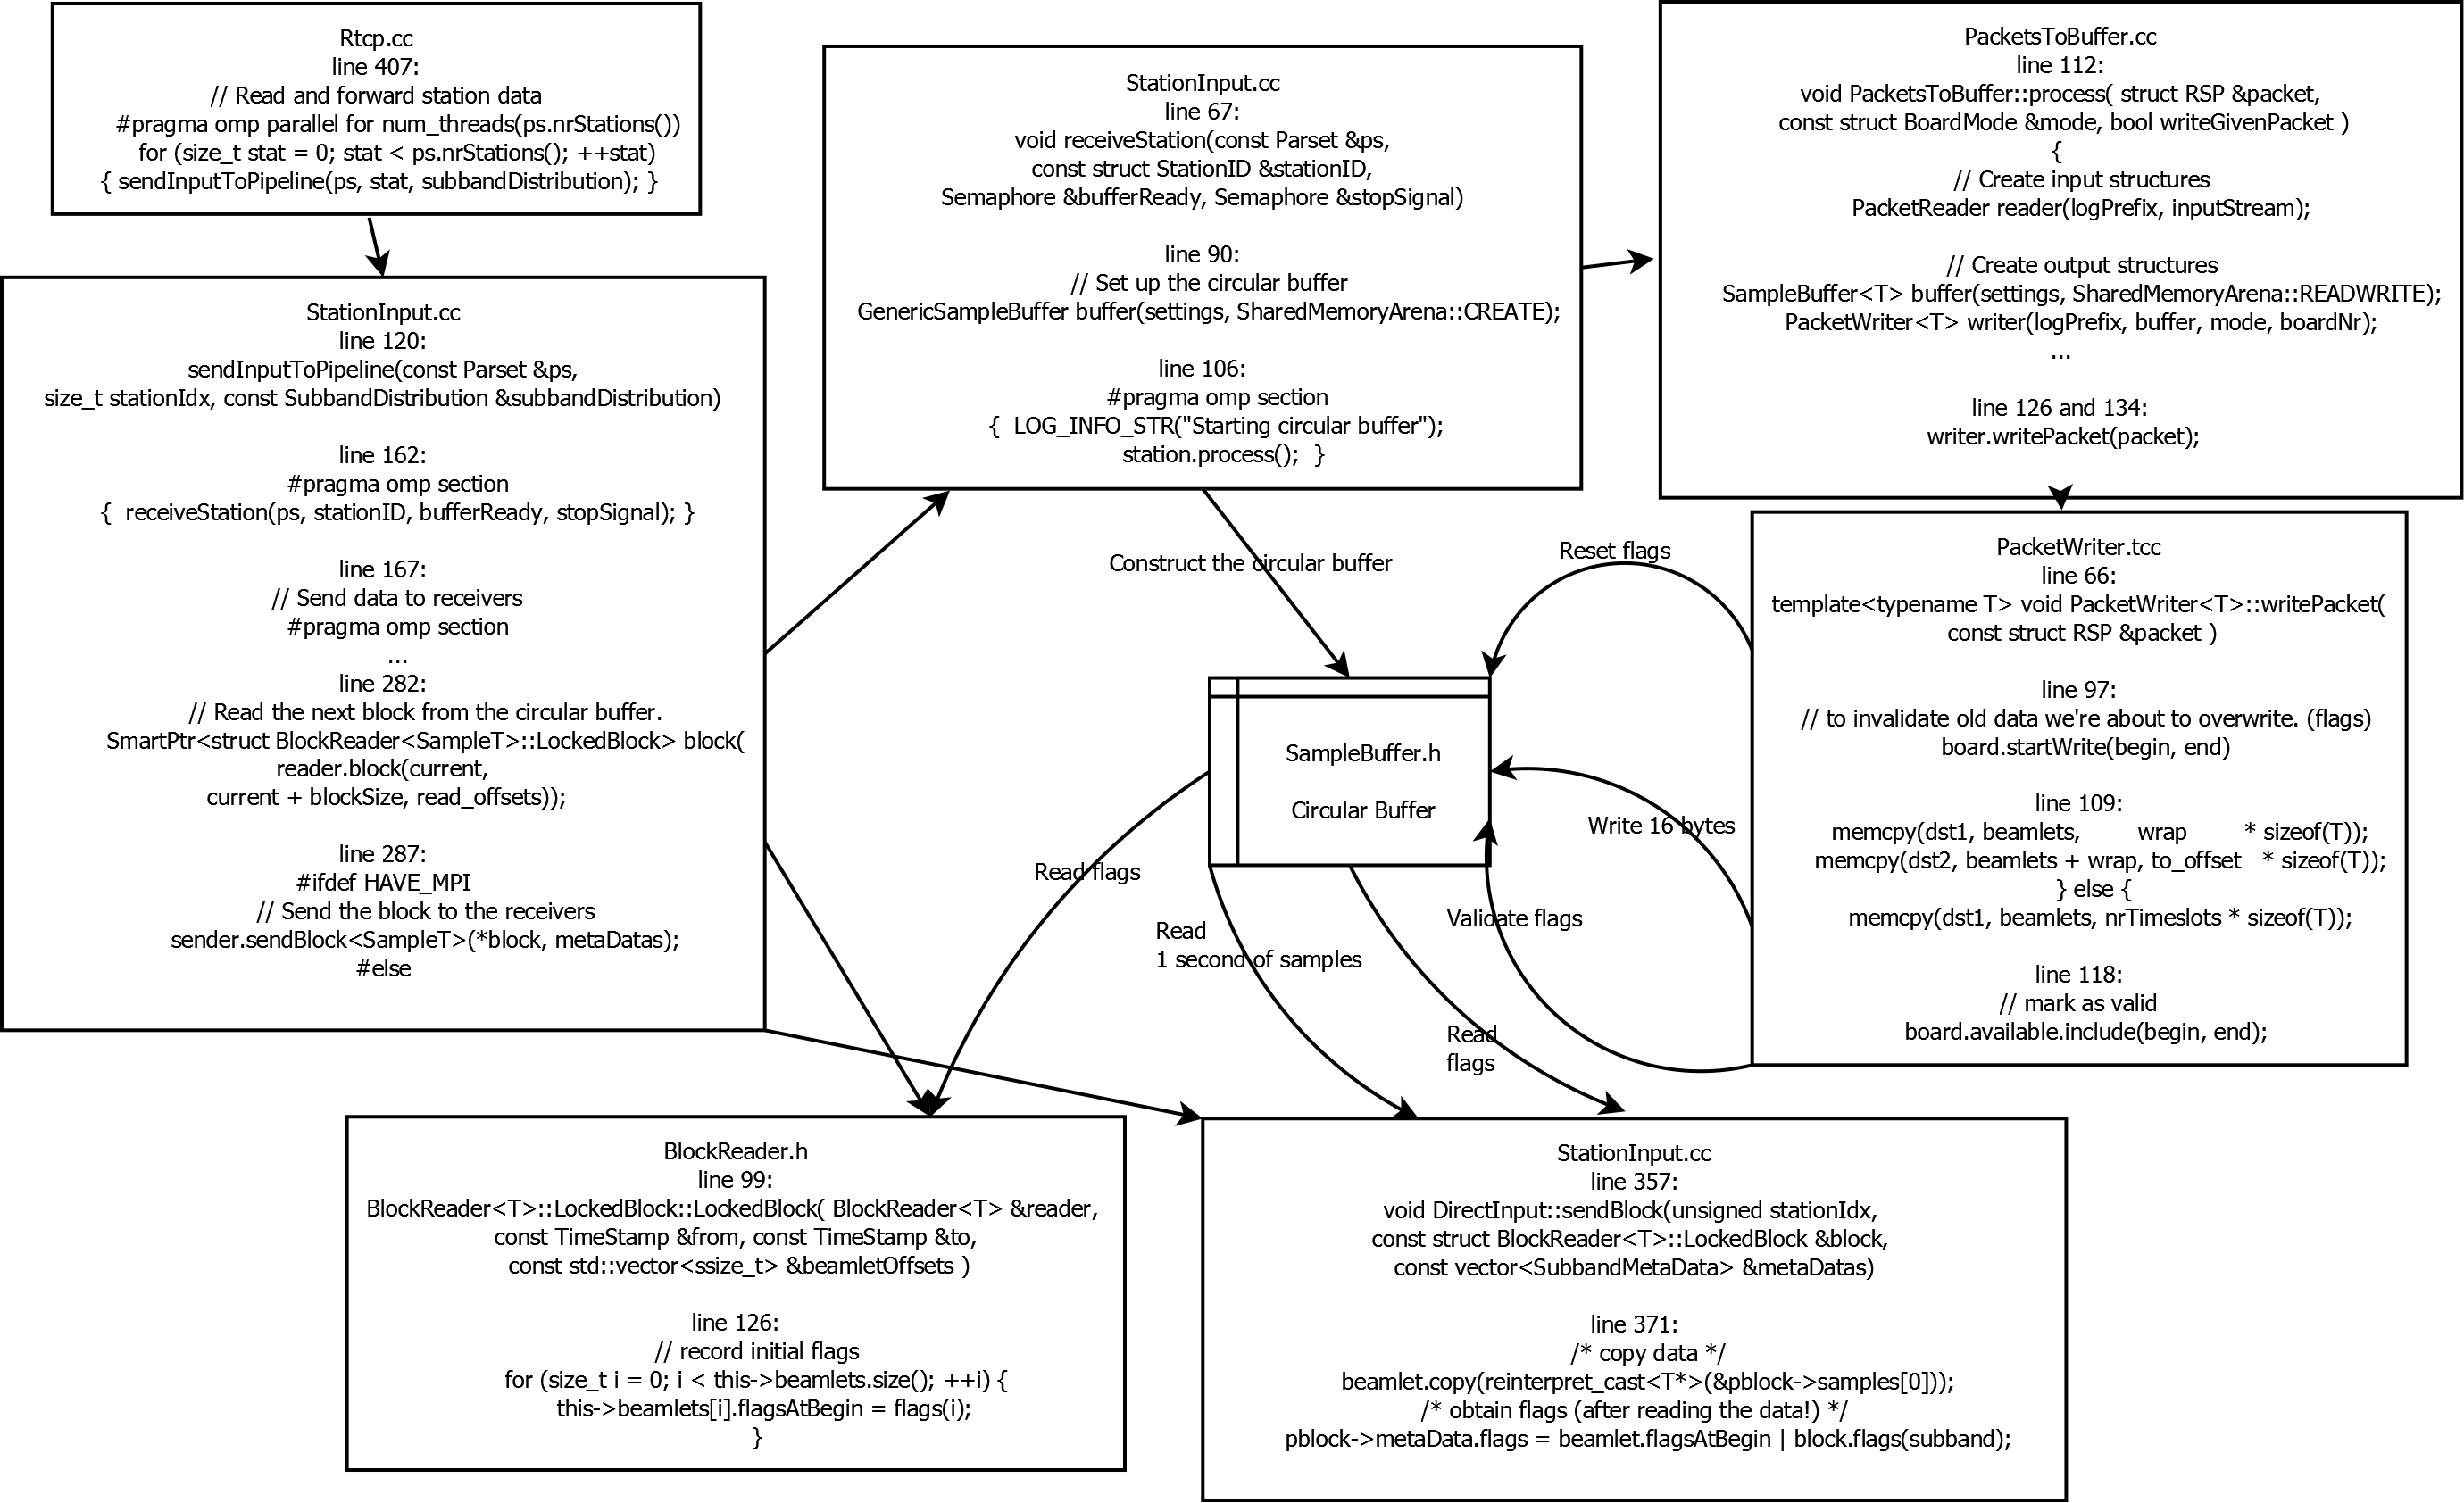 Rtcp.cc
line 407:
// Read and forward station data
#pragma omp parallel for num_threads(ps.nrStations())
for (size_t stat = 0; stat < ps.nrStations(); ++stat)
{ sendInputToPipeline(ps, stat, subbandDistribution); }
StationInput.cc
line 120:
sendInputToPipeline(const Parset &ps,
size_t stationIdx, const SubbandDistribution &subbandDistribution)
line 162:
#pragma omp section
{  receiveStation(ps, stationID, bufferReady, stopSignal); }
line 167:
// Send data to receivers
#pragma omp section
...
line 282:
// Read the next block from the circular buffer.
SmartPtr<struct BlockReader<SampleT>::LockedBlock> block(
reader.block(current,
current + blockSize, read_offsets));
line 287:
#ifdef HAVE_MPI
// Send the block to the receivers
sender.sendBlock<SampleT>(*block, metaDatas);
#else
StationInput.cc
line 67:
void receiveStation(const Parset &ps,
const struct StationID &stationID,
Semaphore &bufferReady, Semaphore &stopSignal)
line 90:
// Set up the circular buffer
GenericSampleBuffer buffer(settings, SharedMemoryArena::CREATE);
line 106:
#pragma omp section
{  LOG_INFO_STR("Starting circular buffer");
station.process();  }
PacketsToBuffer.cc
line 112:
void PacketsToBuffer::process( struct RSP &packet,
const struct BoardMode &mode, bool writeGivenPacket )
{
// Create input structures
PacketReader reader(logPrefix, inputStream);
// Create output structures
SampleBuffer<T> buffer(settings, SharedMemoryArena::READWRITE);
PacketWriter<T> writer(logPrefix, buffer, mode, boardNr);
...
line 126 and 134:
writer.writePacket(packet);
PacketWriter.tcc
line 66:
template<typename T> void PacketWriter<T>::writePacket(
const struct RSP &packet )
line 97:
// to invalidate old data we're about to overwrite. (flags)
board.startWrite(begin, end)
line 109:
memcpy(dst1, beamlets,        wrap        * sizeof(T));
memcpy(dst2, beamlets + wrap, to_offset   * sizeof(T));
} else {
memcpy(dst1, beamlets, nrTimeslots * sizeof(T));
line 118:
// mark as valid
board.available.include(begin, end);
Construct the circular buffer
Reset flags
SampleBuffer.h
Circular Buffer
Write 16 bytes
Read flags
Validate flags
Read
1 second of samples
Read
flags
BlockReader.h
line 99:
BlockReader<T>::LockedBlock::LockedBlock( BlockReader<T> &reader,
const TimeStamp &from, const TimeStamp &to,
const std::vector<ssize_t> &beamletOffsets )
line 126:
// record initial flags
for (size_t i = 0; i < this->beamlets.size(); ++i) {
this->beamlets[i].flagsAtBegin = flags(i);
}
StationInput.cc
line 357:
void DirectInput::sendBlock(unsigned stationIdx,
const struct BlockReader<T>::LockedBlock &block,
const vector<SubbandMetaData> &metaDatas)
line 371:
/* copy data */
beamlet.copy(reinterpret_cast<T*>(&pblock->samples[0]));
/* obtain flags (after reading the data!) */
pblock->metaData.flags = beamlet.flagsAtBegin | block.flags(subband);